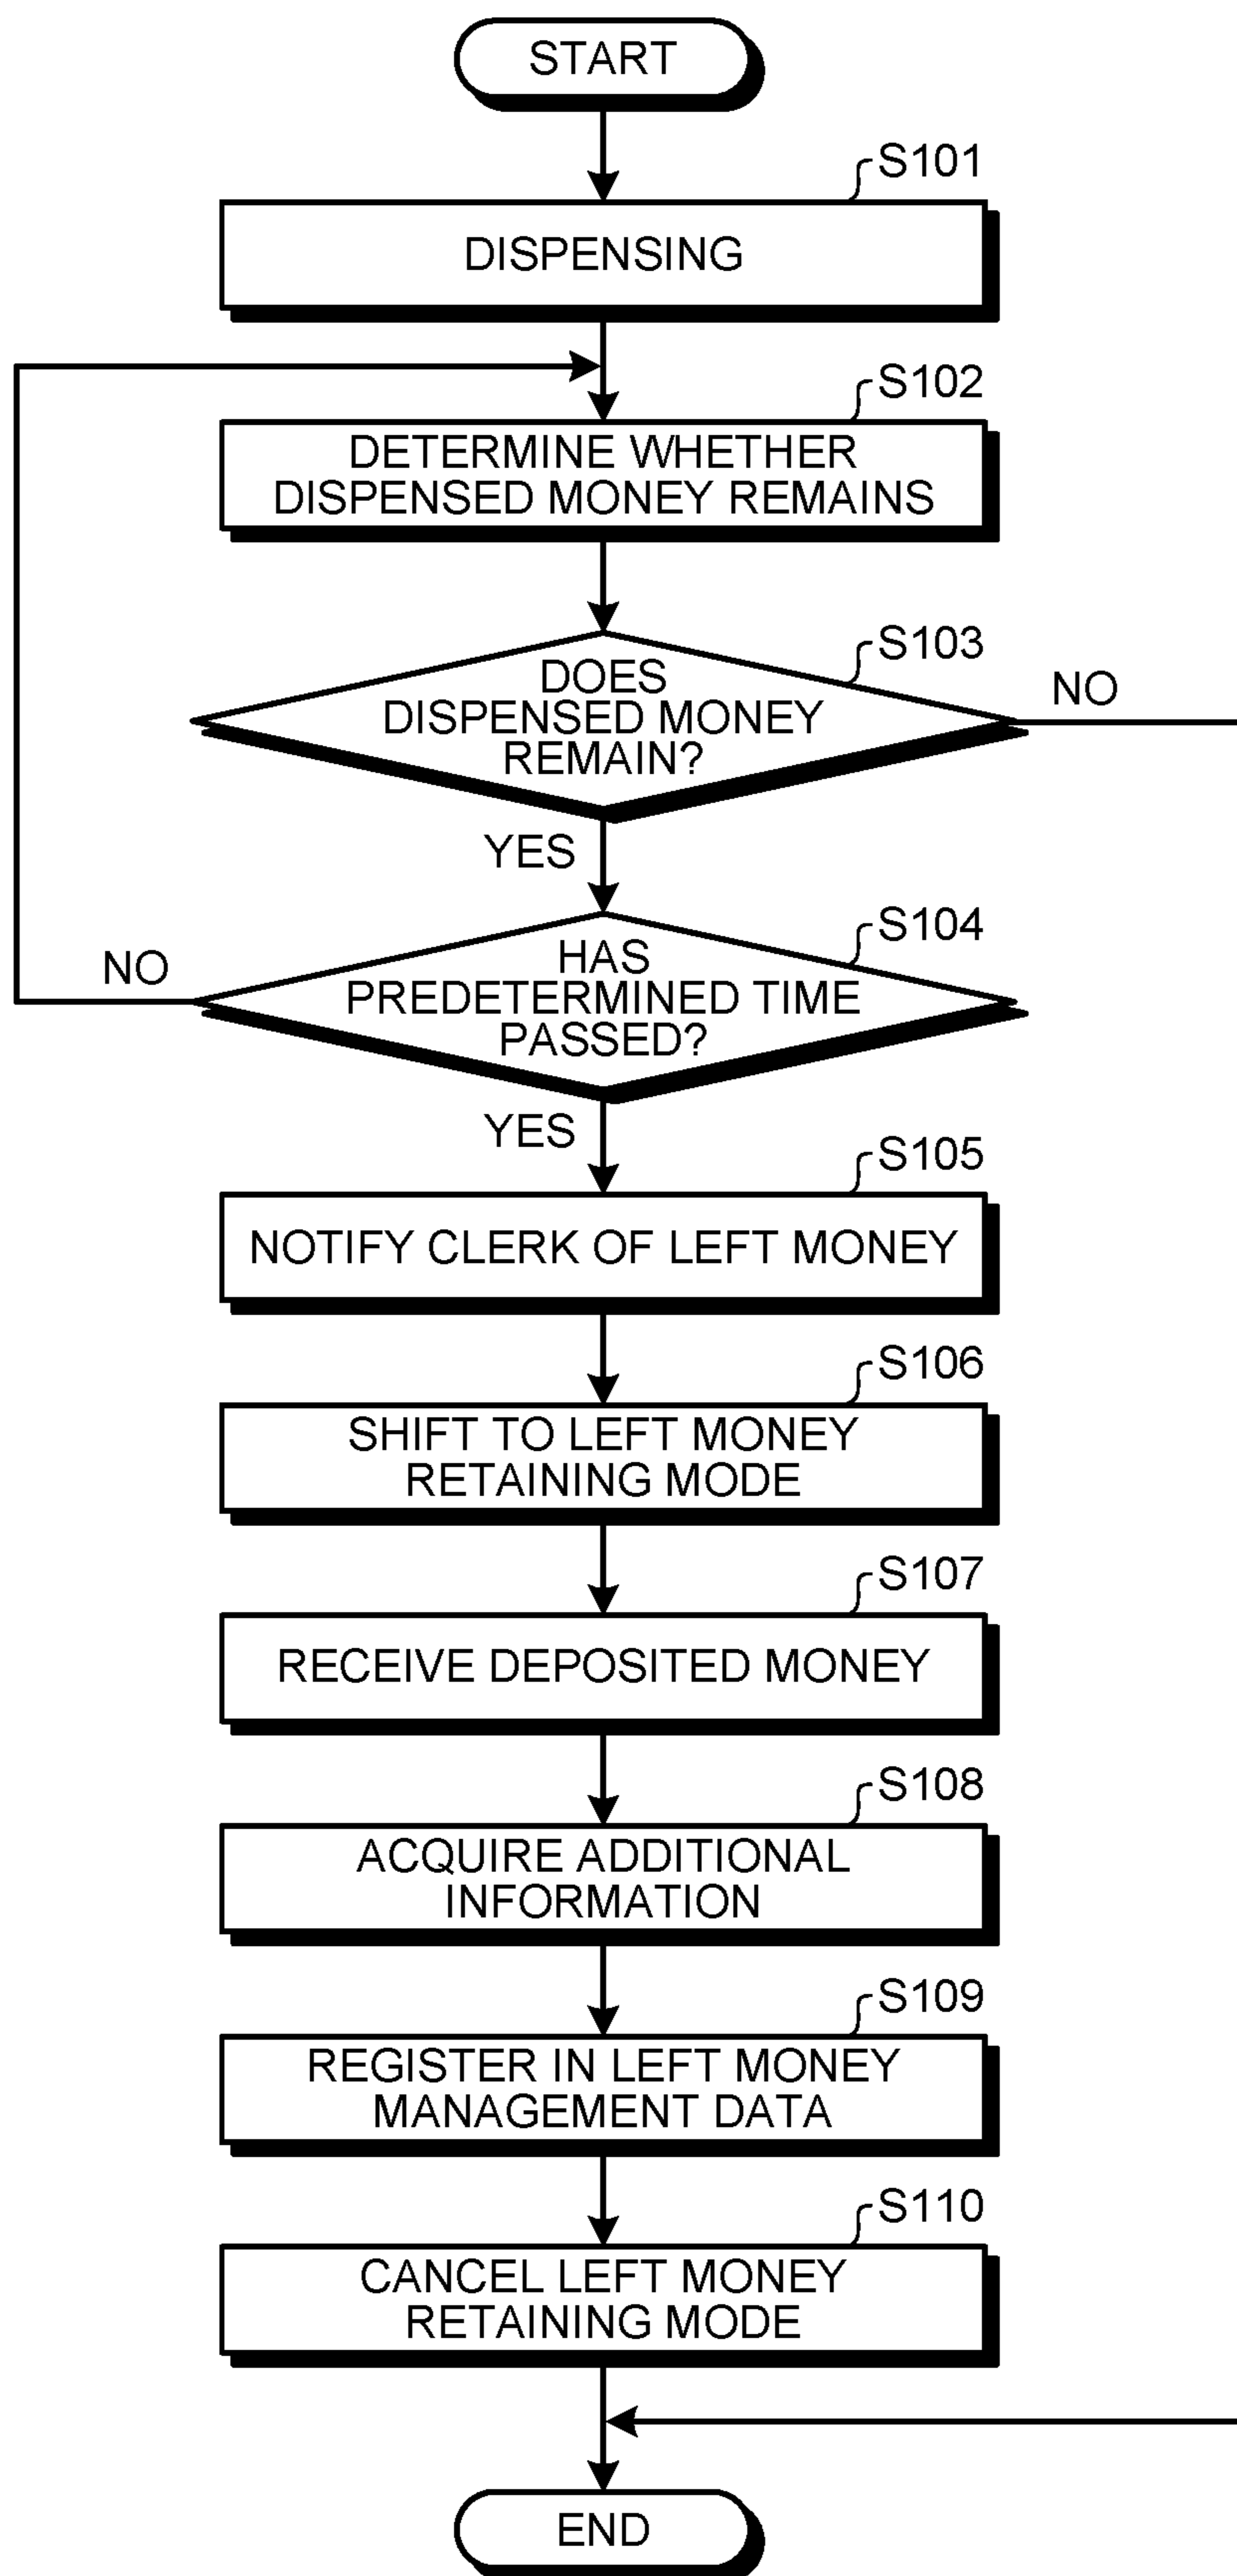 START
S101
DISPENSING
S102
DETERMINE WHETHER
DISPENSED MONEY REMAINS
S103
DOES
DISPENSED MONEY
REMAIN?
NO
YES
S104
HAS
PREDETERMINED TIME
PASSED?
NO
YES
S105
NOTIFY CLERK OF LEFT MONEY
S106
SHIFT TO LEFT MONEY
RETAINING MODE
S107
RECEIVE DEPOSITED MONEY
S108
ACQUIRE ADDITIONAL
INFORMATION
S109
REGISTER IN LEFT MONEY
MANAGEMENT DATA
S110
CANCEL LEFT MONEY
RETAINING MODE
END